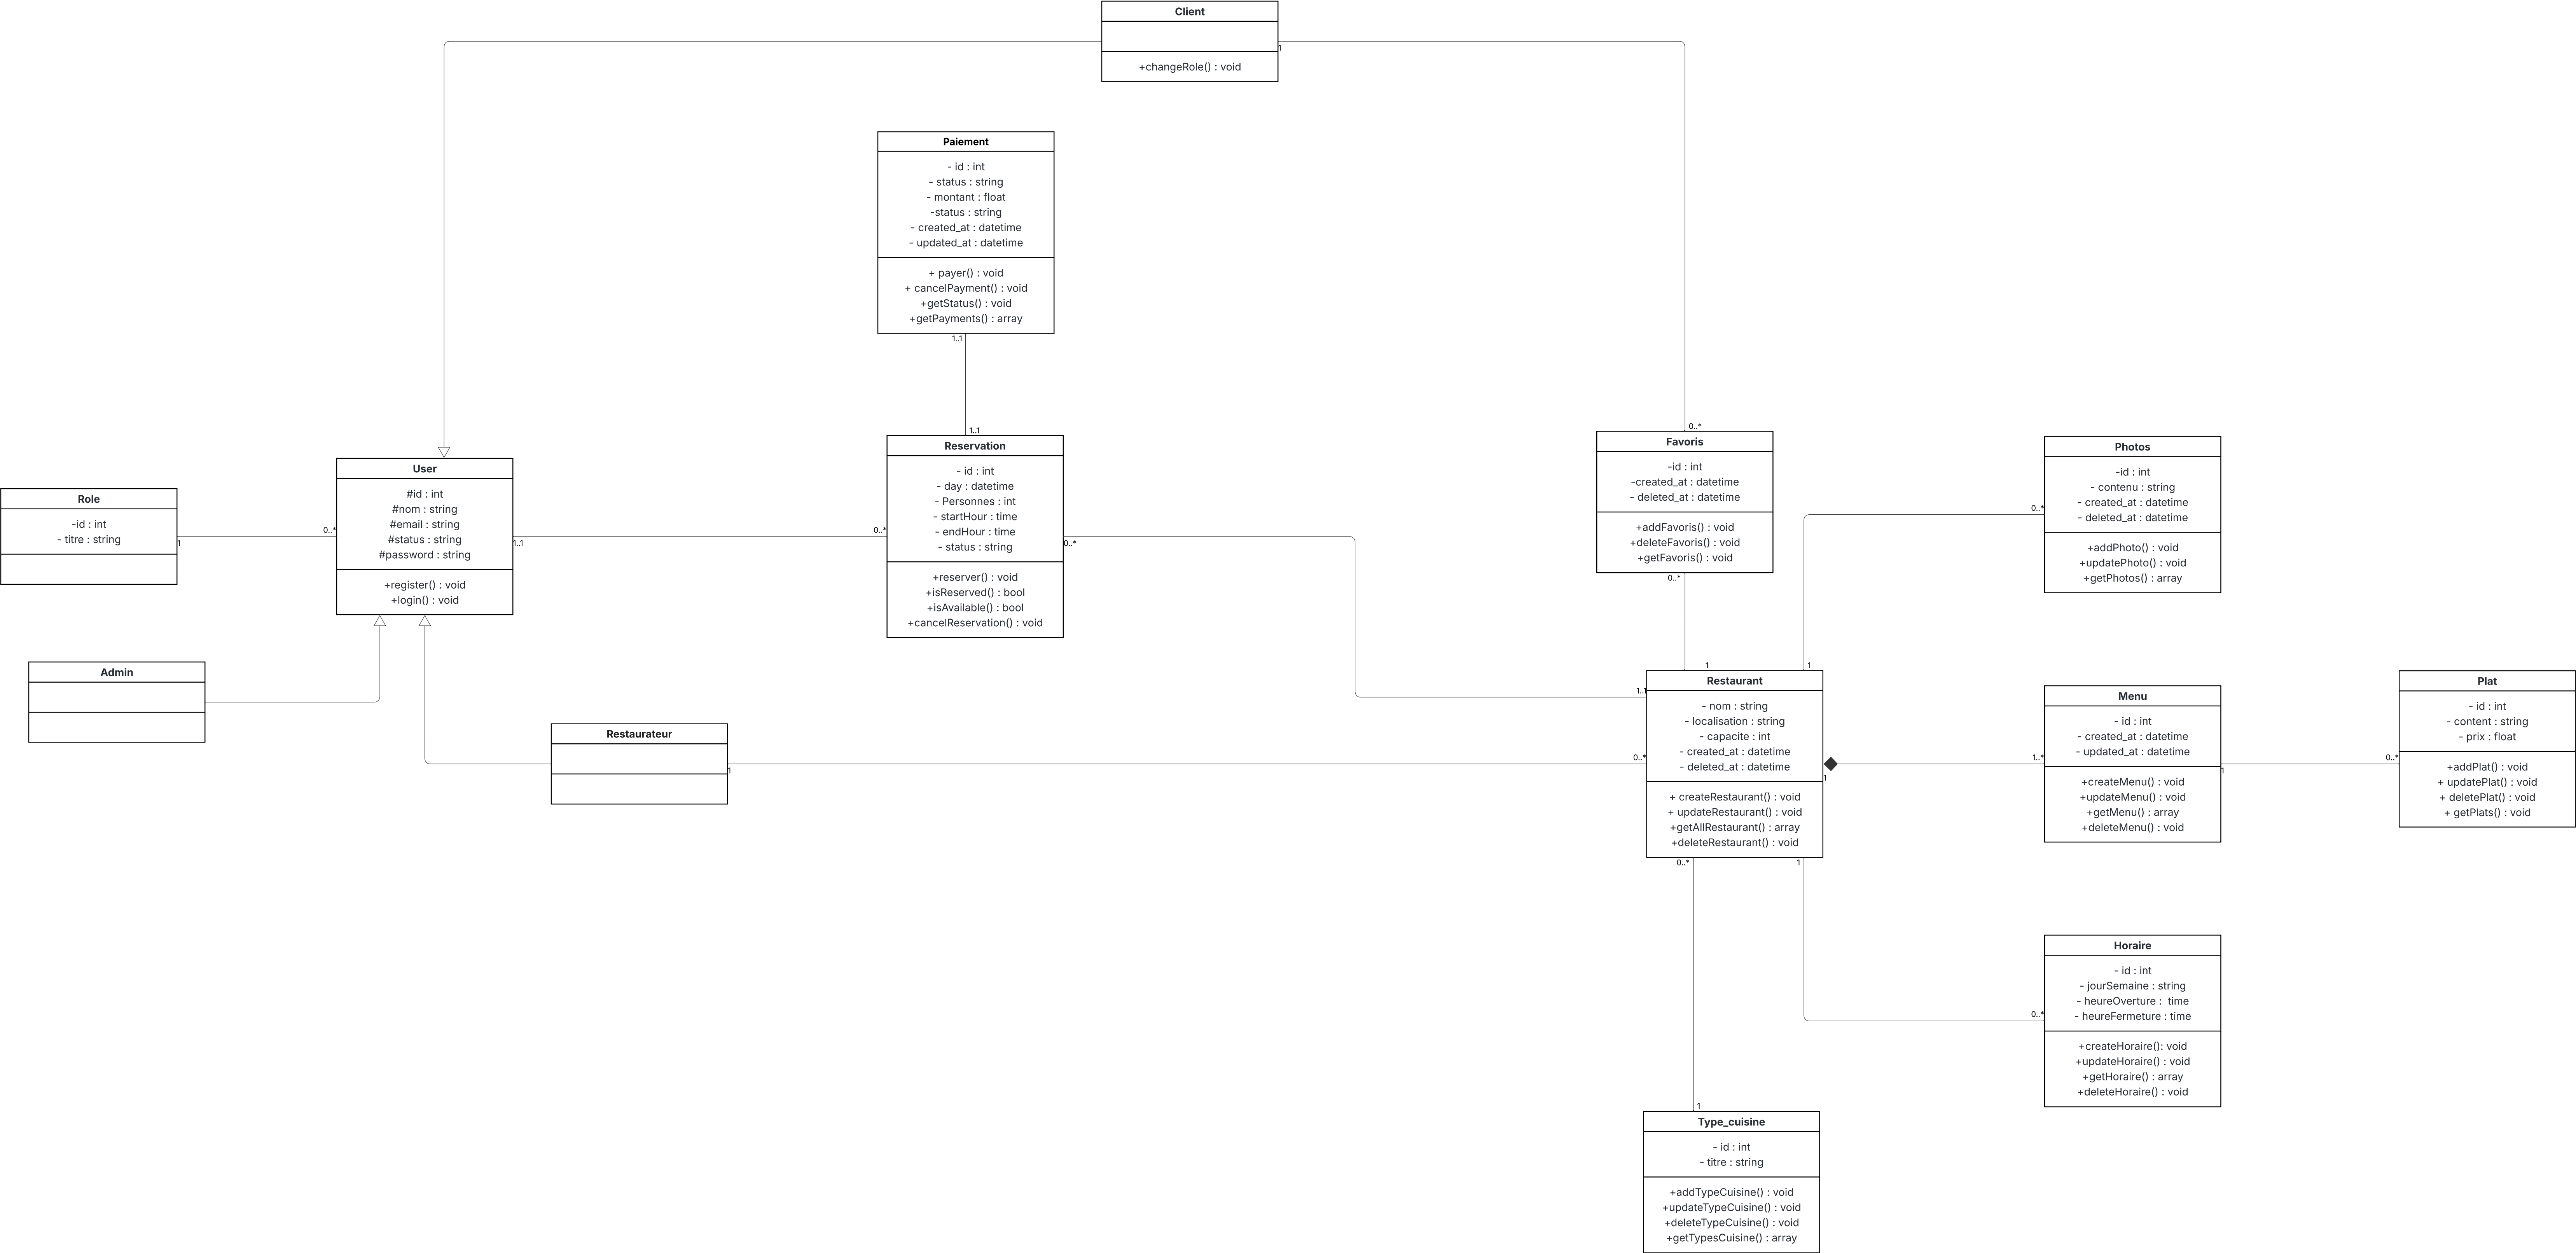 Client
+changeRole() : void
1
Paiement
- id : int
- status : string
- montant : float
-status : string
- created_at : datetime
- updated_at : datetime
+ payer() : void
+ cancelPayment() : void
+getStatus() : void
+getPayments() : array
1..1
1..1
Reservation
- id : int
- day : datetime
- Personnes : int
- startHour : time
- endHour : time
- status : string
+reserver() : void
+isReserved() : bool
+isAvailable() : bool
+cancelReservation() : void
0..*
0..*
User
#id : int
#nom : string
#email : string
#status : string
#password : string
+register() : void
+login() : void
0..*
1..1
Role
-id : int
- titre : string
1
Admin
Restaurateur
1
0..*
Favoris
-id : int
-created_at : datetime
- deleted_at : datetime
+addFavoris() : void
+deleteFavoris() : void
+getFavoris() : void
0..*
Photos
-id : int
- contenu : string
- created_at : datetime
- deleted_at : datetime
+addPhoto() : void
+updatePhoto() : void
+getPhotos() : array
0..*
1
1
1..1
Restaurant
- nom : string
- localisation : string
- capacite : int
- created_at : datetime
- deleted_at : datetime
+ createRestaurant() : void
+ updateRestaurant() : void
+getAllRestaurant() : array
+deleteRestaurant() : void
0..*
1
0..*
1
Menu
- id : int
- created_at : datetime
- updated_at : datetime
+createMenu() : void
+updateMenu() : void
+getMenu() : array
+deleteMenu() : void
1..*
1
Plat
- id : int
- content : string
- prix : float
+addPlat() : void
+ updatePlat() : void
+ deletePlat() : void
+ getPlats() : void
0..*
Horaire
- id : int
- jourSemaine : string
- heureOverture : time
- heureFermeture : time
+createHoraire(): void
+updateHoraire() : void
+getHoraire() : array
+deleteHoraire() : void
0..*
1
Type_cuisine
- id : int
- titre : string
+addTypeCuisine() : void
+updateTypeCuisine() : void
+deleteTypeCuisine() : void
+getTypesCuisine() : array